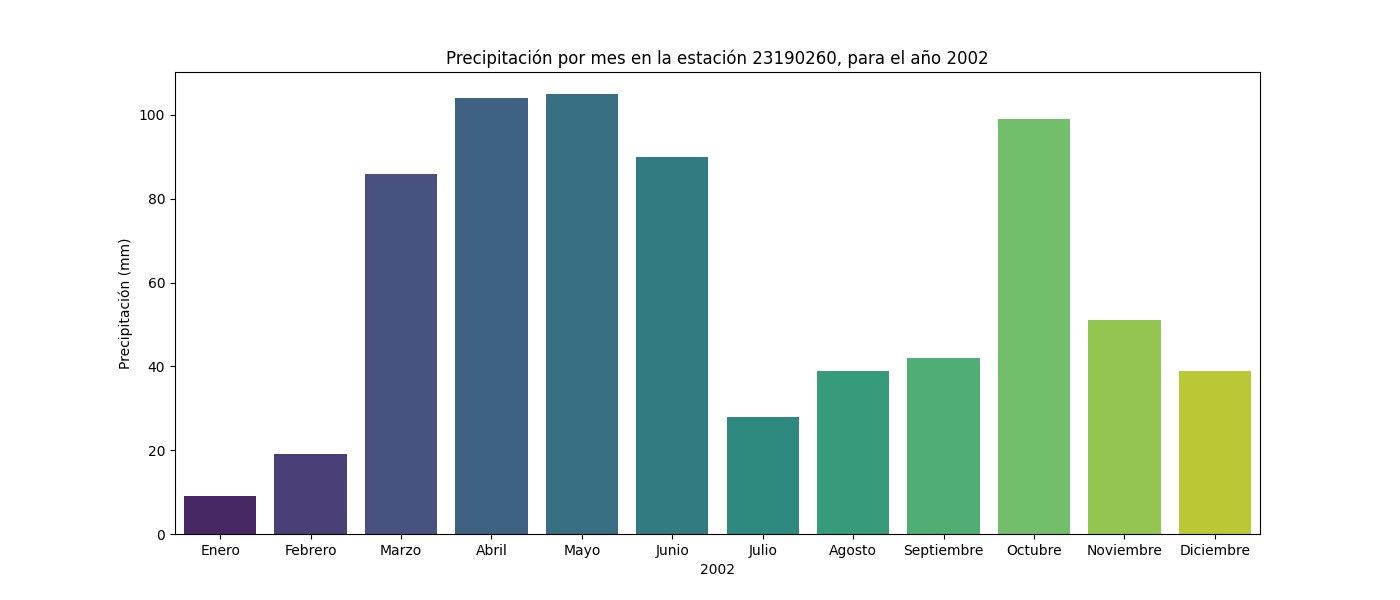 Precipitación por mes en la estación 23190260, para el año 2002
Precipitación (mm)
100
80
60
40
20
0
Enero Febrero Marzo Abril Mayo Junio Julio Agosto Septiembre Octubre Noviembre Diciembre
2002